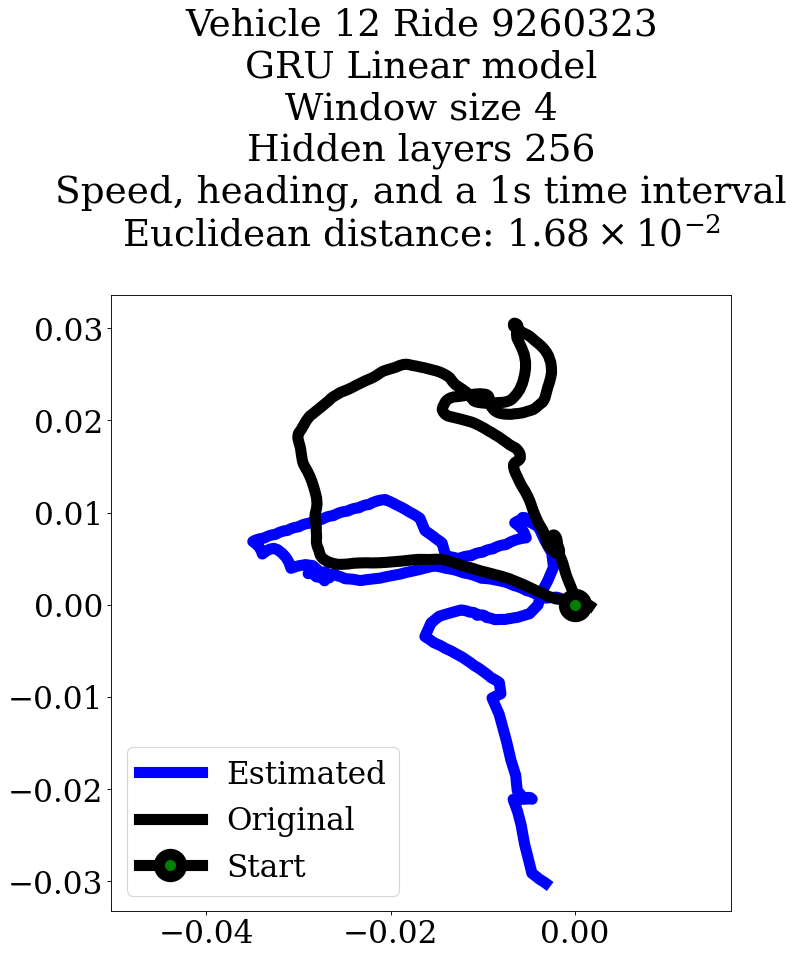 Vehicle 12 Ride 9260323
GRU Linear model
Window size 4
Hidden layers 256
Speed, heading, and a 1s time interval
Euclidean distance: 1.68 × 10⁻²
0.03
0.02
0.01
0.00
−0.01
−0.02
−0.03
Estimated
Original
Start
−0.04
−0.02
0.00